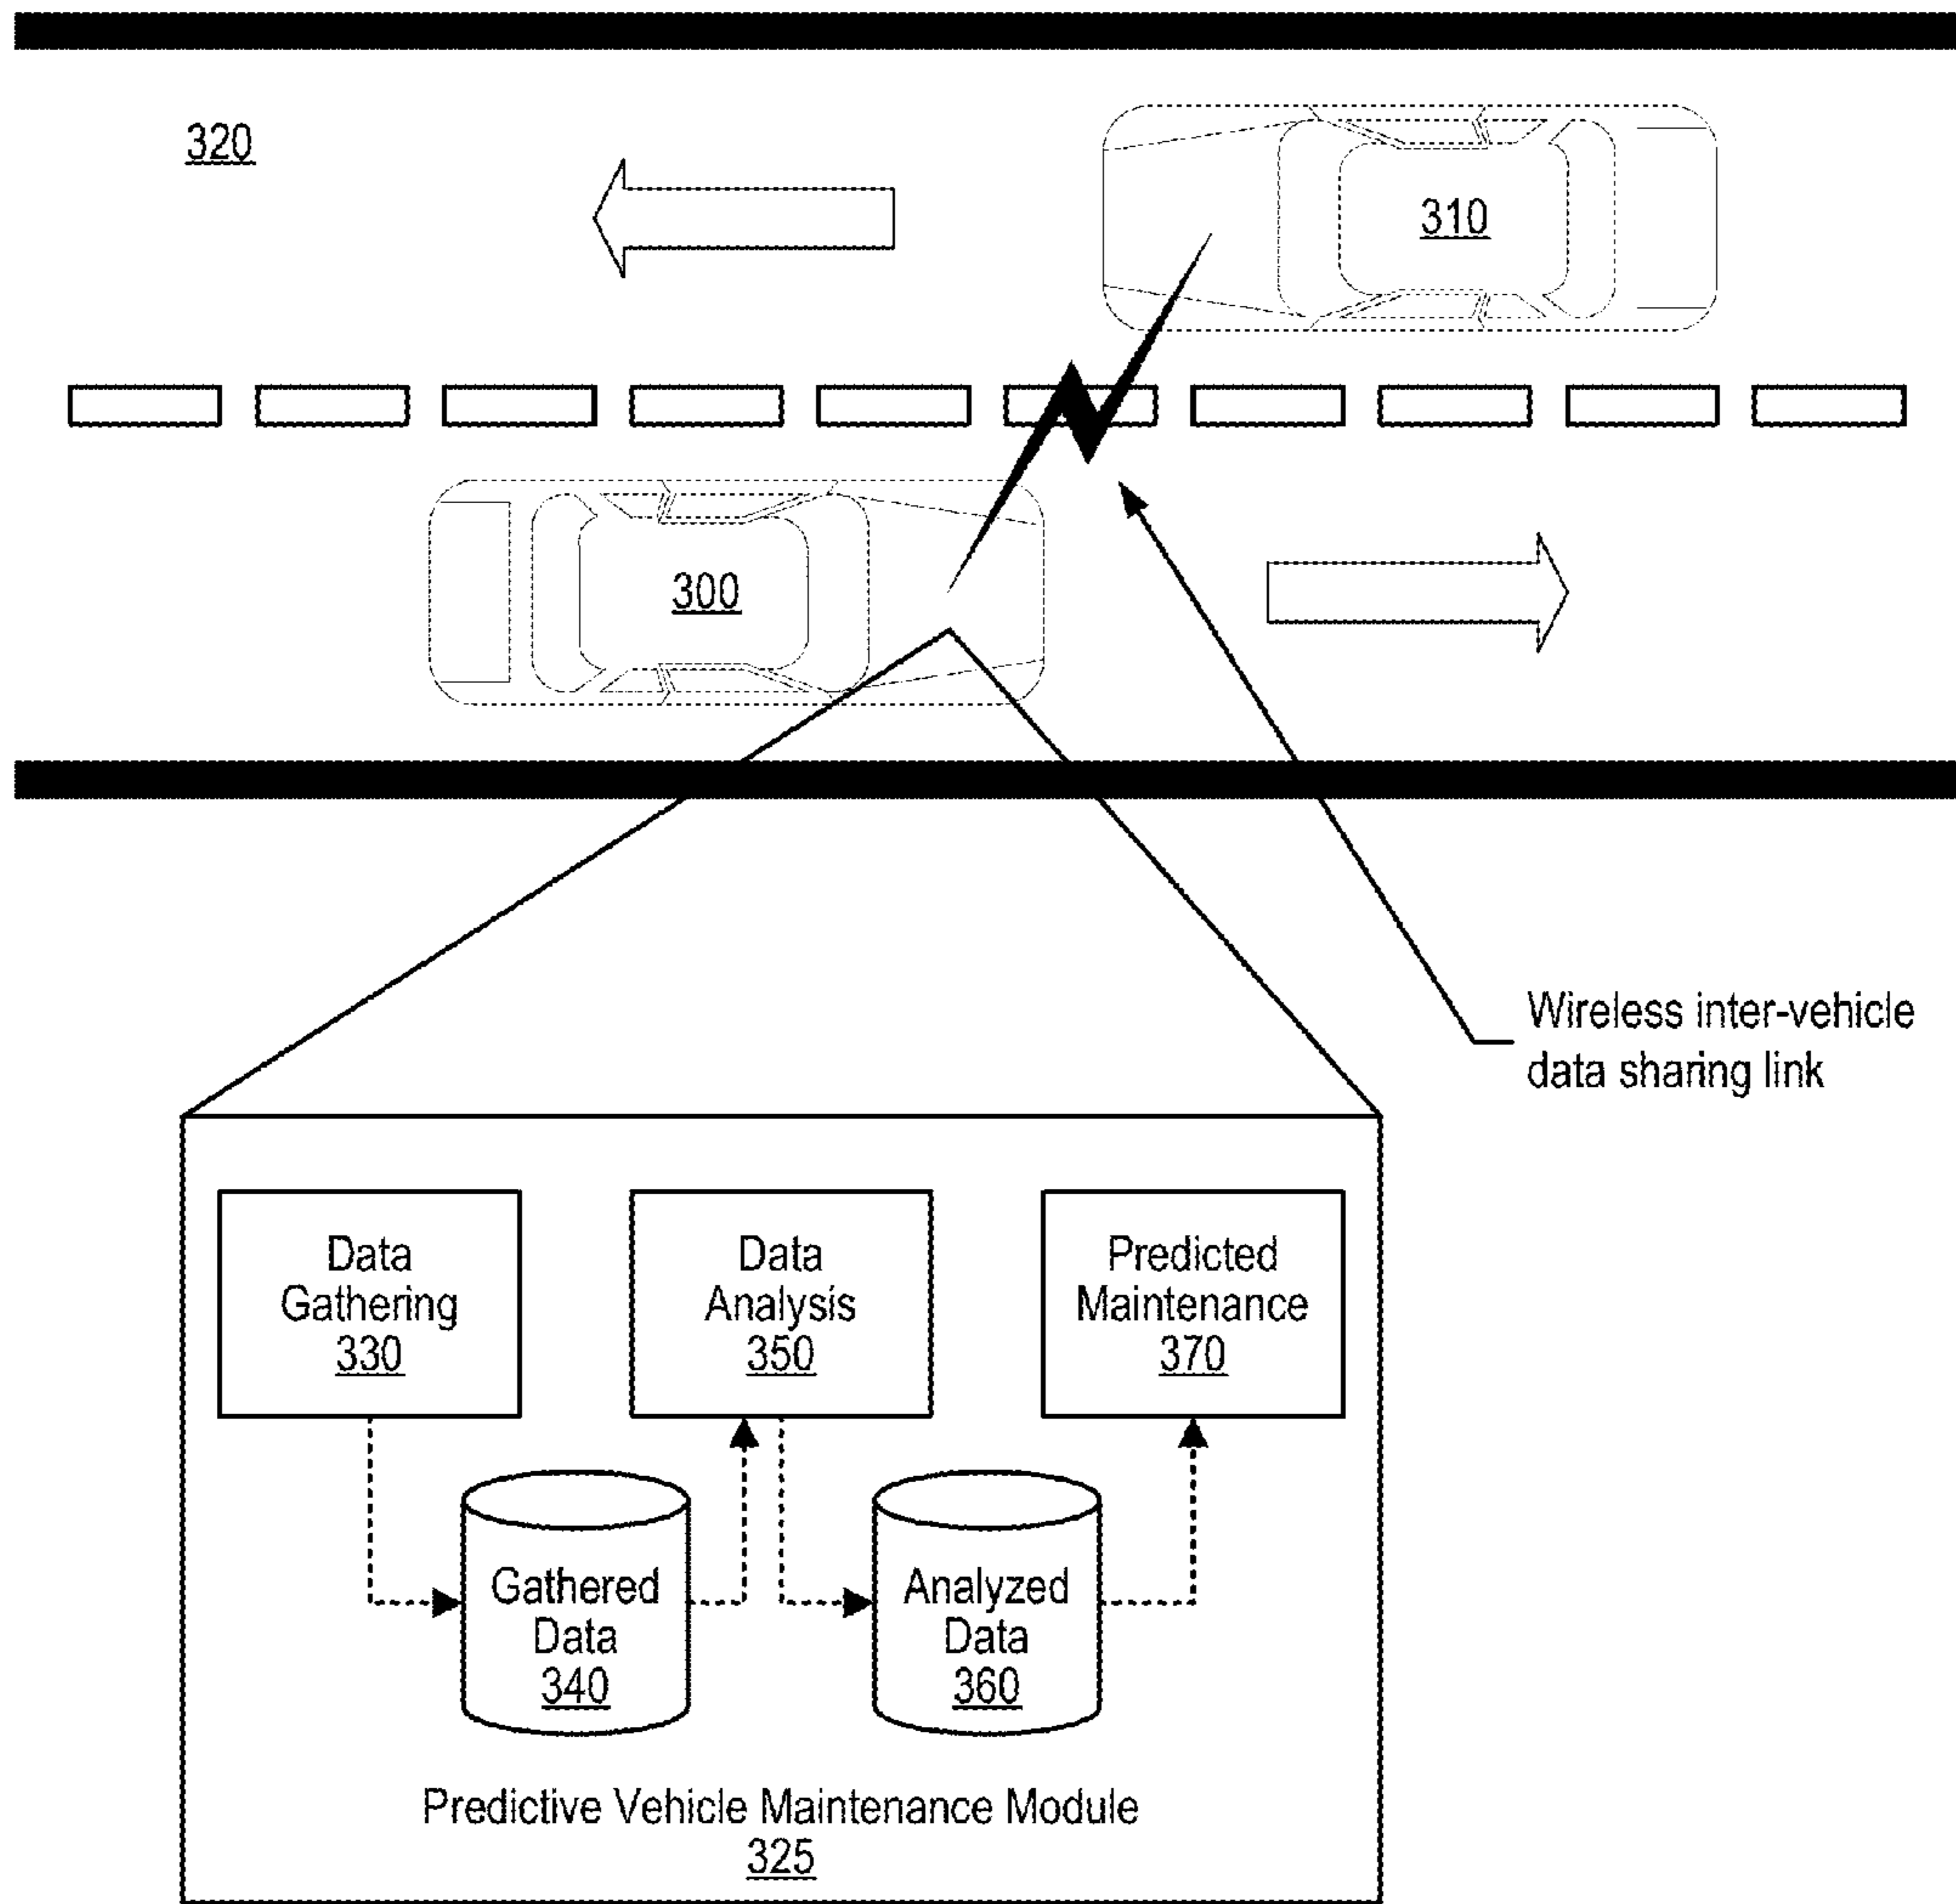 320
310
300
Wireless inter-vehicle
data sharing link
Data
Gathering
330
Data
Analysis
350
Predicted
Maintenance
370
Gathered
Data
340
Analyzed
Data
360
Predictive Vehicle Maintenance Module
325